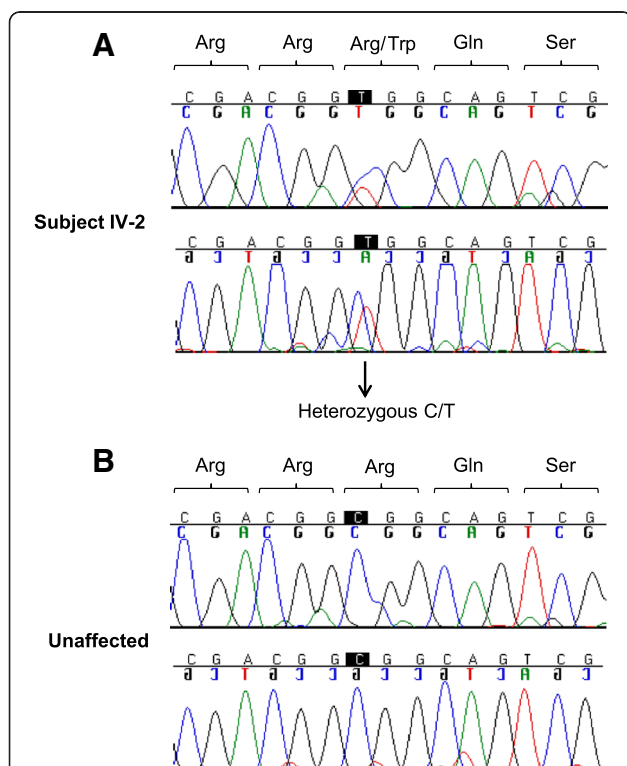 A
Arg Arg Arg/Trp Gln Ser
C G A C G G T G G C A G T C G
C G A C G G T G G C A G T C G
Subject IV-2
C G A C G G T G G C A G T C G
G C T G C C A C C G T C A G C
Heterozygous C/T
B
Arg Arg Arg Gln Ser
C G A C G G C G G C A G T C G
C G A C G G C G G C A G T C G
Unaffected
C G A C G G C G G C A G T C G
G C T G C C G C C G T C A G C